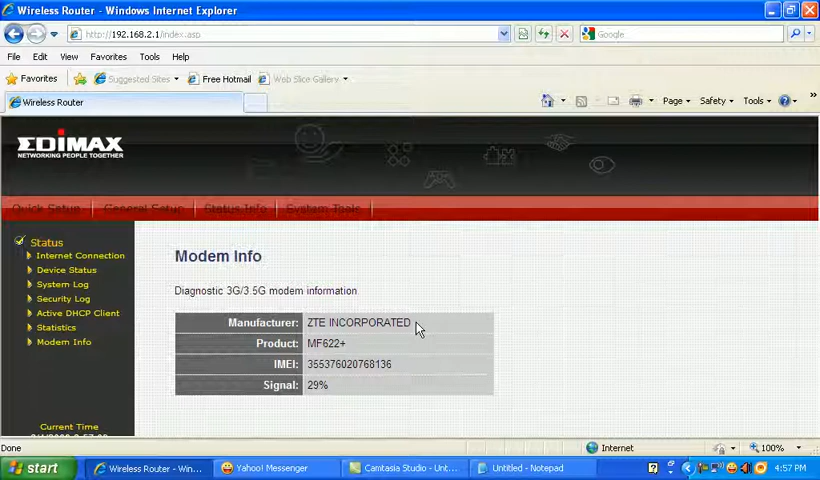 Wireless Router - Windows Internet Explorer
http://192.168.2.1/index.asp
Google
File Edit View Favorites Tools Help
Favorites Suggested Sites Free Hotmail Web Slice Gallery
Wireless Router
Page Safety Tools
EDIMAX
NETWORKING PEOPLE TOGETHER
Quick Setup General Setup Status Info System Tools
Status
Internet Connection
Device Status
System Log
Security Log
Active DHCP Client
Statistics
Modem Info
Modem Info
Diagnostic 3G/3.5G modem information
Manufacturer: ZTE INCORPORATED
Product: MF622+
IMEI: 355376020768136
Signal: 29%
Current Time
Done Internet 100%
start Wireless Router - Win... Yahoo! Messenger Camtasia Studio - Unt... Untitled - Notepad 4:57 PM